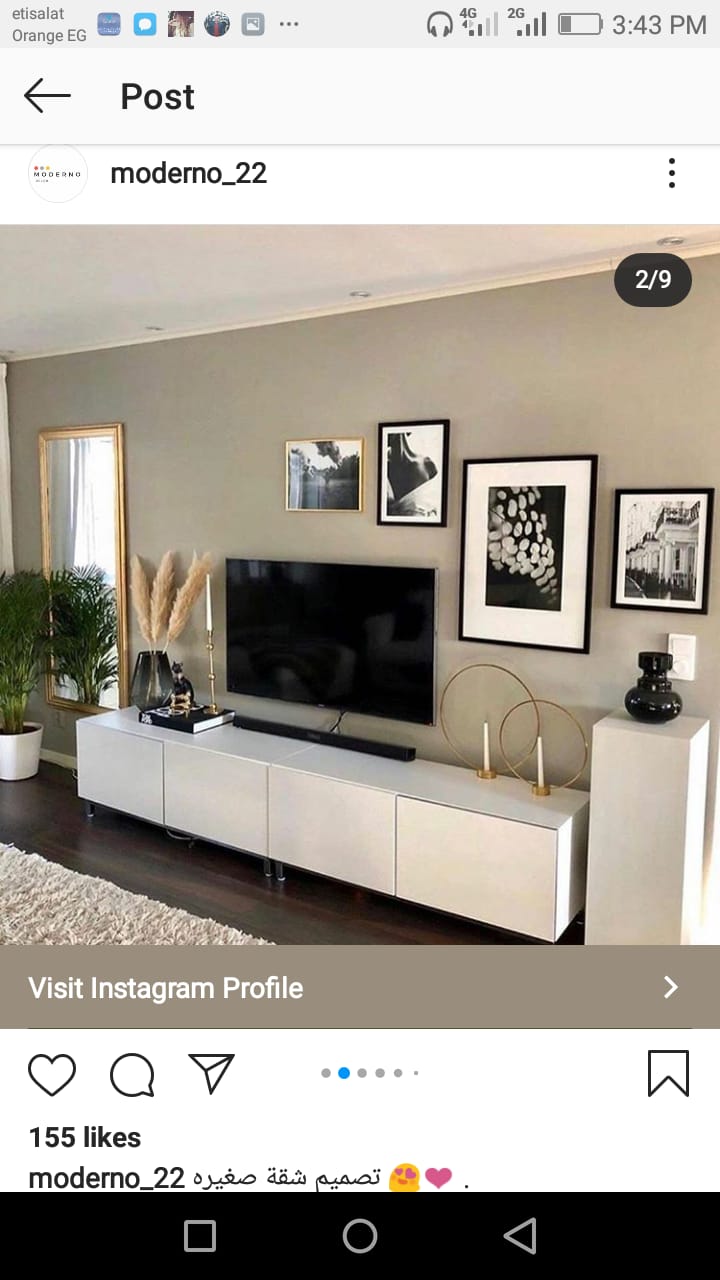 etisalat
Orange EG
4G
2G
3:43 PM
Post
MODERNO
moderno_22
2/9
Visit Instagram Profile
155 likes
moderno_22 تصميم شقة صغيره 😍❤ .